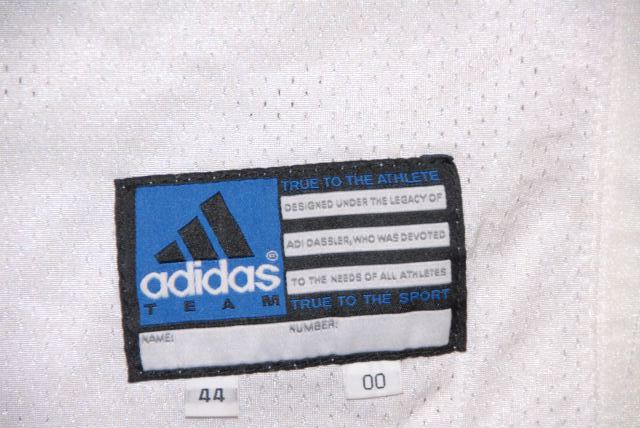 TRUE TO THE ATHLETE
DESIGNED UNDER THE LEGACY OF
ADI DASSLER, WHO WAS DEVOTED
TO THE NEEDS OF ALL ATHLETES
TRUE TO THE SPORT
adidas®
TEAM
NAME: NUMBER:
44 00